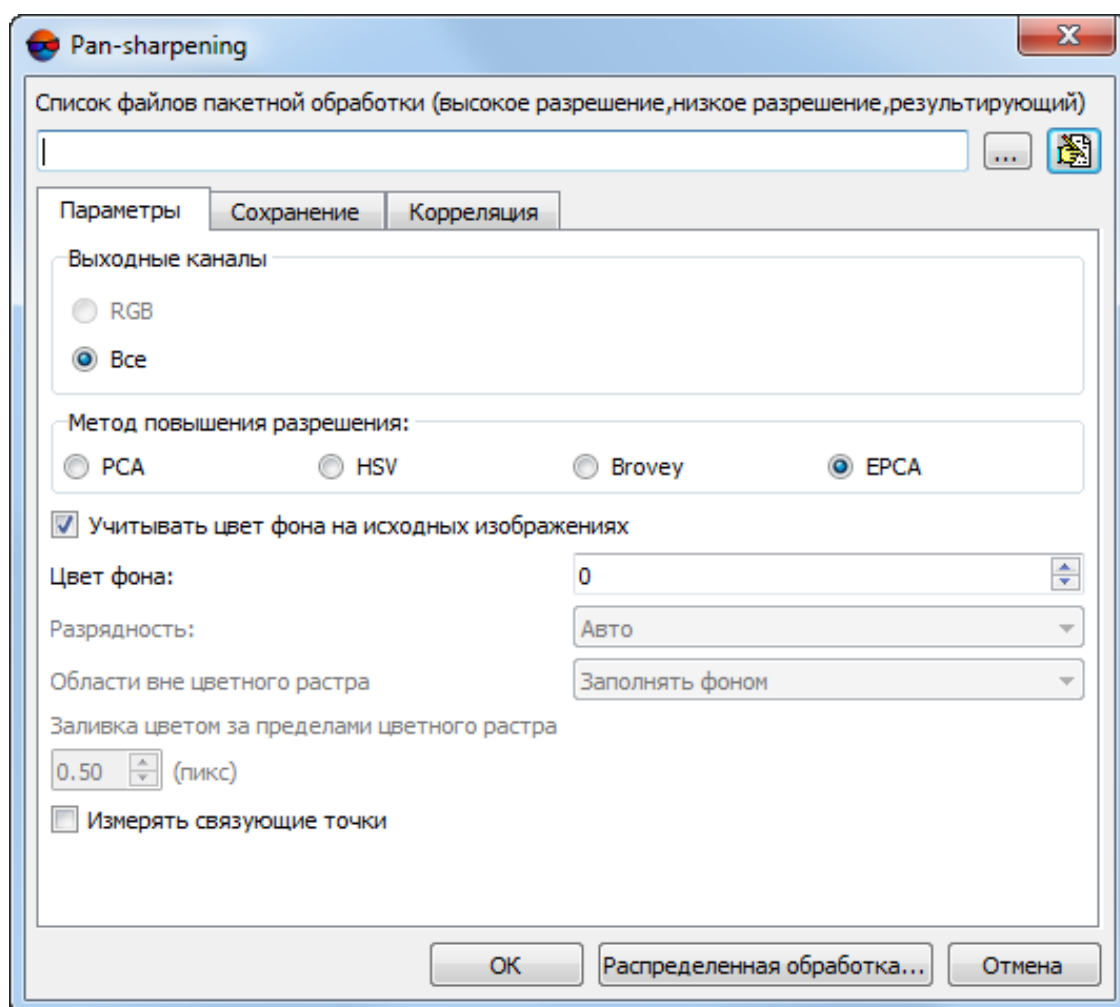 Pan-sharpening
Список файлов пакетной обработки (высокое разрешение,низкое разрешение,результирующий)
...
Параметры Сохранение Корреляция
Выходные каналы
RGB
Все
Метод повышения разрешения:
PCA HSV Brovey EPCA
Учитывать цвет фона на исходных изображениях
Цвет фона: 0
Разрядность: Авто
Области вне цветного растра Заполнять фоном
Заливка цветом за пределами цветного растра
0.50 (пикс)
Измерять связующие точки
OK Распределенная обработка... Отмена